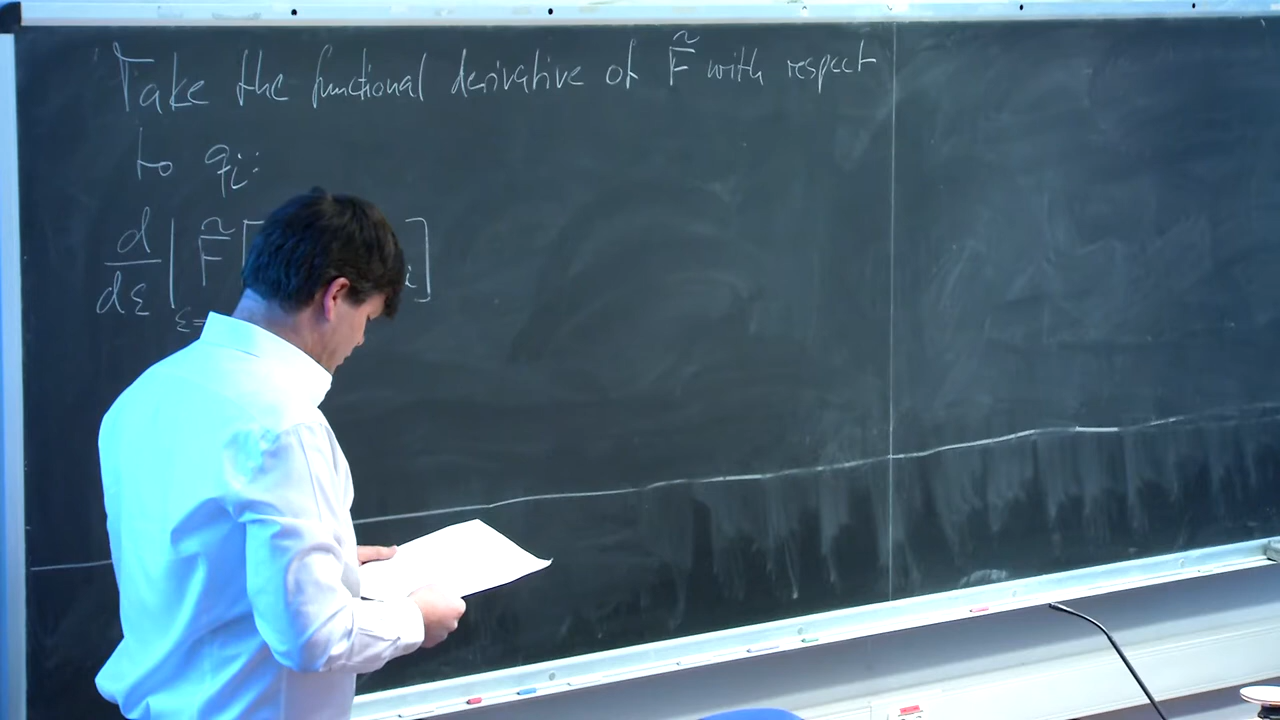 Take the functional derivative of F̃ with respect
to qᵢ:
d/dε | F̃ [ ᵢ]
ε=